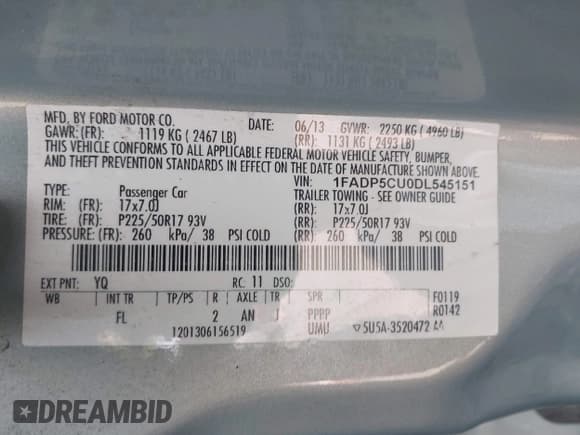 MFD. BY FORD MOTOR CO.
DATE: 06/13 GVWR: 2250 KG ( 4960 LB)
GAWR: (FR): 1119 KG ( 2467 LB) (RR): 1131 KG ( 2493 LB)
THIS VEHICLE CONFORMS TO ALL APPLICABLE FEDERAL MOTOR VEHICLE SAFETY, BUMPER,
AND THEFT PREVENTION STANDARDS IN EFFECT ON THE DATE OF MANUFACTURE SHOWN ABOVE.
VIN: 1FADP5CU0DL545151
TYPE: Passenger Car TRAILER TOWING - SEE OWNER GUIDE
RIM: (FR): 17x7.0J (RR): 17x7.0J
TIRE: (FR): P225/50R17 93V (RR): P225/50R17 93V
PRESSURE: (FR): 260 kPa/ 38 PSI COLD (RR): 260 kPa/ 38 PSI COLD
EXT PNT: YQ RC: 11 DSO:
WB INT TR TP/PS R AXLE TR SPR F0119
FL 2 AN J PPPP R0142
1201306156519 UMU 5U5A-3520472 AA
DREAMBID